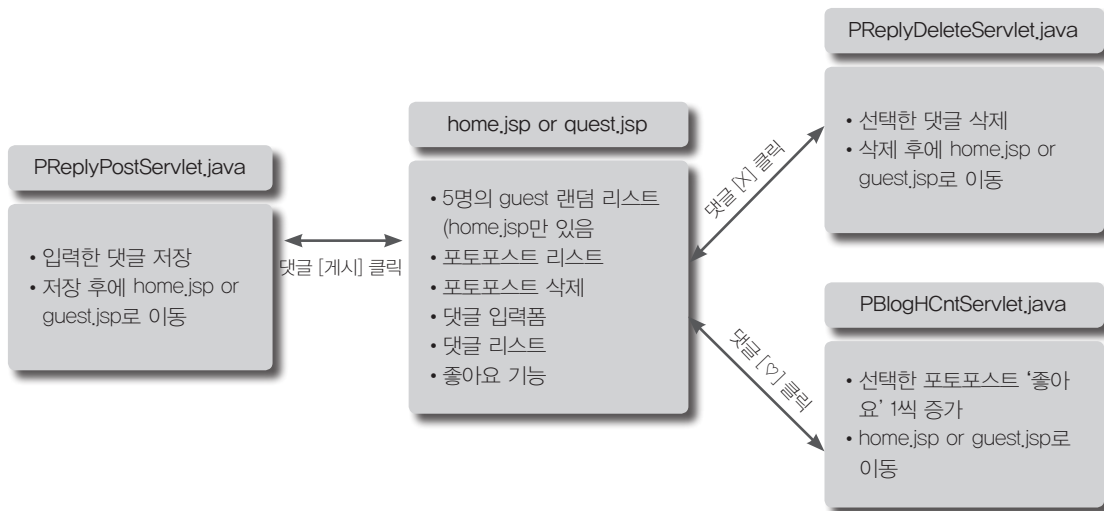 PReplyPostServlet.java
• 입력한 댓글 저장
• 저장 후에 home.jsp or
guest.jsp로 이동
댓글 [게시] 클릭
home.jsp or quest.jsp
• 5명의 guest 랜덤 리스트
(home.jsp만 있음
• 포토포스트 리스트
• 포토포스트 삭제
• 댓글 입력폼
• 댓글 리스트
• 좋아요 기능
댓글 [X] 클릭
PReplyDeleteServlet.java
• 선택한 댓글 삭제
• 삭제 후에 home.jsp or
guest.jsp로 이동
댓글 [♡] 클릭
PBlogHCntServlet.java
• 선택한 포토포스트 ‘좋아
요’ 1씩 증가
• home.jsp or guest.jsp로
이동